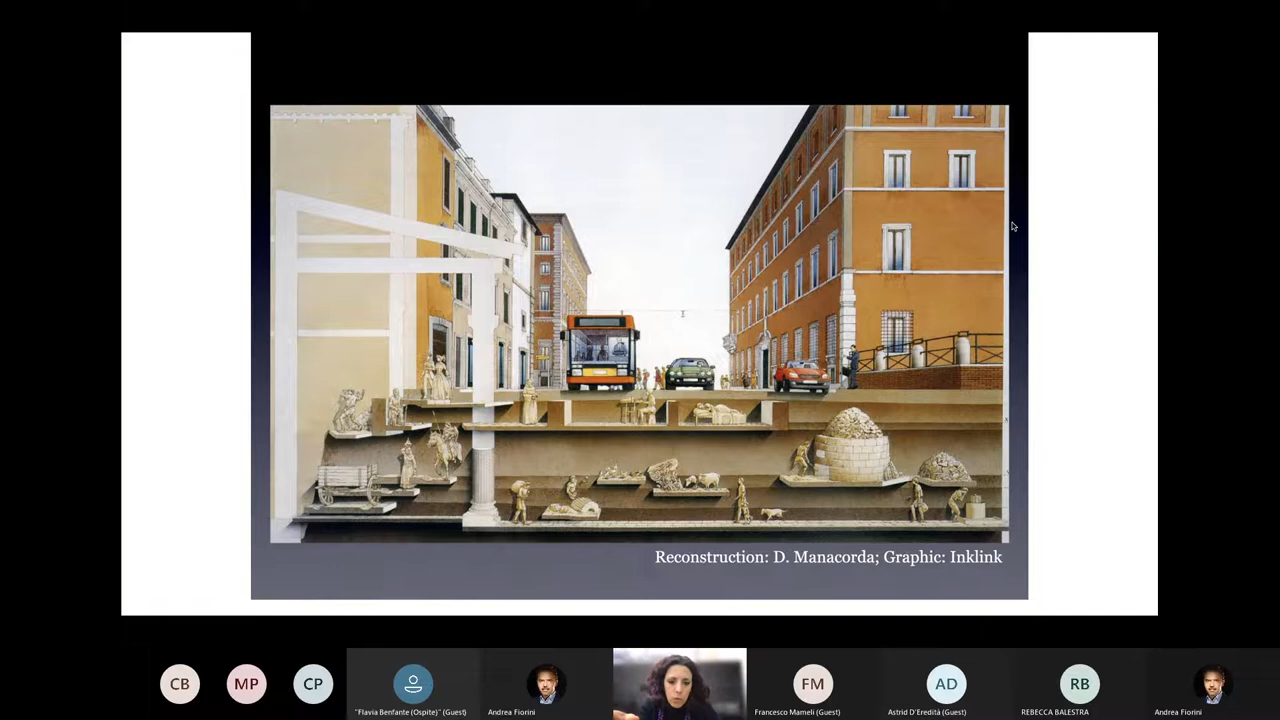 Reconstruction: D. Manacorda; Graphic: Inklink
CB
MP
CP
"Flavia Benfante (Ospite)" (Guest)
Andrea Fiorini
FM
Francesco Mameli (Guest)
AD
Astrid D'Eredità (Guest)
RB
REBECCA BALESTRA
Andrea Fiorini